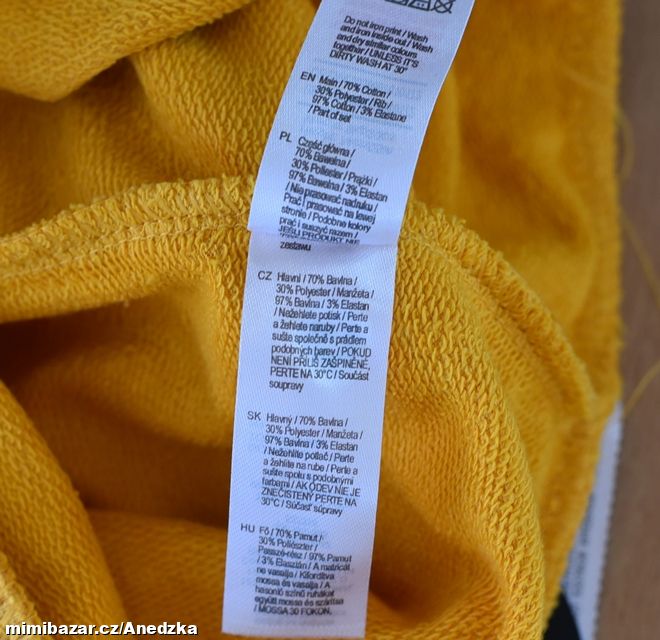 Do not iron print / Wash
and iron inside out / Wash
and dry similar colours
together / UNLESS IT'S
DIRTY WASH AT 30°
EN Main / 70% Cotton /
30% Polyester / Rib /
97% Cotton / 3% Elastane
/ Part of set
PL Część główna /
70% Bawełna /
30% Poliester / Prążki /
97% Bawełna / 3% Elastan
/ Nie prasować nadruku /
Prać i prasować na lewej
stronie / Podobne kolory
prać i suszyć razem /
JEŚLI PRODUKT NIE
zestawu
CZ Hlavní / 70% Bavlna /
30% Polyester / Manžeta /
97% Bavlna / 3% Elastan
/ Nežehlete potisk / Perte
a žehlete naruby / Perte a
sušte společně s prádlem
podobných barev / POKUD
NENÍ PŘÍLIŠ ZAŠPINĚNÉ,
PERTE NA 30°C / Součást
soupravy
SK Hlavný / 70% Bavlna /
30% Polyester / Manžeta /
97% Bavlna / 3% Elastan
/ Nežehliť potlač / Perte
a žehlite na rube / Perte a
sušte spolu s podobnými
farbami / AK ODEV NIE JE
ZNEČISTENÝ PERTE NA
30°C / Súčasť súpravy
HU Fő / 70% Pamut /
30% Poliészter /
Passzé-rész / 97% Pamut
/ 3% Elasztán / A matricát
ne vasalja / Kifordítva
mossa és vasalja / A
hasonló színű ruhákat
együtt mossa és szárítsa
/ MOSSA 30 FOKON,
mimibazar.cz/Anedzka